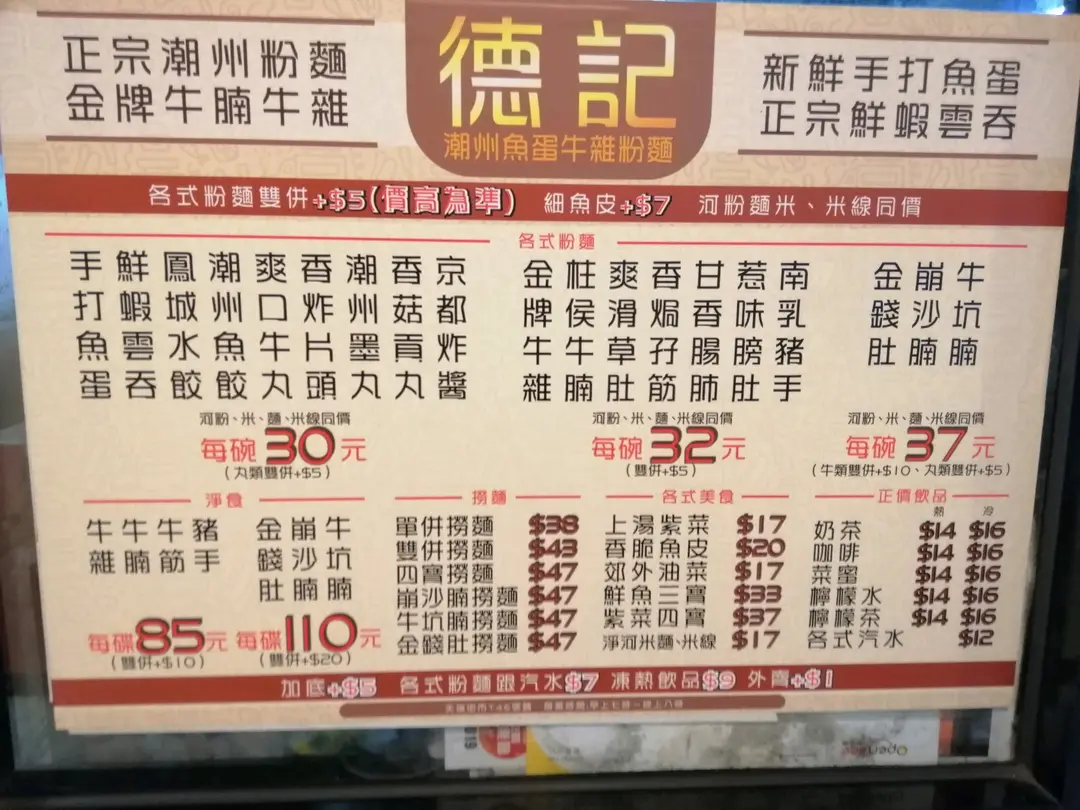 正宗潮州粉麵
金牌牛腩牛雜
德記
潮州魚蛋牛雜粉麵
新鮮手打魚蛋
正宗鮮蝦雲吞
各式粉麵雙併+$5(價高為準) 細魚皮+$7 河粉麵米、米線同價
各式粉麵
手打魚蛋
鮮蝦雲吞
鳳城水餃
潮州魚餃
爽口牛丸
香炸片頭
潮州墨丸
香菇貢丸
京都炸醬
河粉、米、麵、米線同價
每碗30元
(丸類雙併+$5)
金牌牛雜
柱侯牛腩
爽滑草肚
香焗孖筋
甘香腸肺
惹味膀肚
南乳豬手
河粉、米、麵、米線同價
每碗32元
(雙併+$5)
金錢肚
崩沙腩
牛坑腩
河粉、米、麵、米線同價
每碗37元
(牛類雙併+$10、丸類雙併+$5)
淨食
牛雜
牛腩
牛筋
豬手
每碟85元
(雙併+$10)
金錢肚
崩沙腩
牛坑腩
每碟110元
(雙併+$20)
撈麵
單併撈麵 $38
雙併撈麵 $43
四寶撈麵 $47
崩沙腩撈麵 $47
牛坑腩撈麵 $47
金錢肚撈麵 $47
各式美食
上湯紫菜 $17
香脆魚皮 $20
郊外油菜 $17
鮮魚三寶 $33
紫菜四寶 $37
淨河米麵、米線 $17
正價飲品
熱 冷
奶茶 $14 $16
咖啡 $14 $16
菜蜜 $14 $16
檸檬水 $14 $16
檸檬茶 $14 $16
各式汽水 $12
加底+$5 各式粉麵跟汽水$7 凍熱飲品$9 外賣+$1